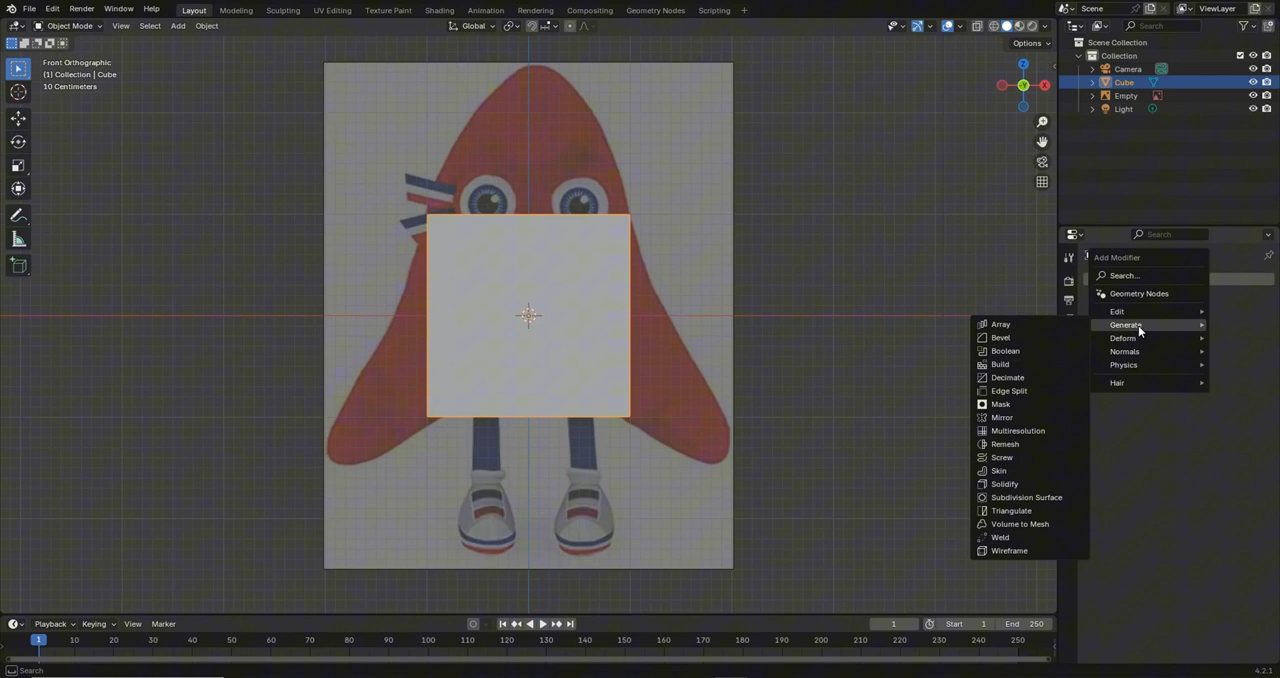 File Edit Render Window Help
Layout Modeling Sculpting UV Editing Texture Paint Shading Animation Rendering Compositing Geometry Nodes Scripting
Scene
ViewLayer
Object Mode View Select Add Object
Global
Options
Search
Front Orthographic
(1) Collection | Cube
10 Centimeters
Z
Y
X
Scene Collection
Collection
Camera
Cube
Empty
Light
Search
Add Modifier
Search...
Geometry Nodes
Edit
Generate
Deform
Normals
Physics
Hair
Array
Bevel
Boolean
Build
Decimate
Edge Split
Mask
Mirror
Multiresolution
Remesh
Screw
Skin
Solidify
Subdivision Surface
Triangulate
Volume to Mesh
Weld
Wireframe
Playback Keying View Marker
1 Start 1 End 250
1 10 20 30 40 50 60 70 80 90 100 110 120 130 140 150 160 170 180 190 200 210 220 230 240 250
Search
4.2.1